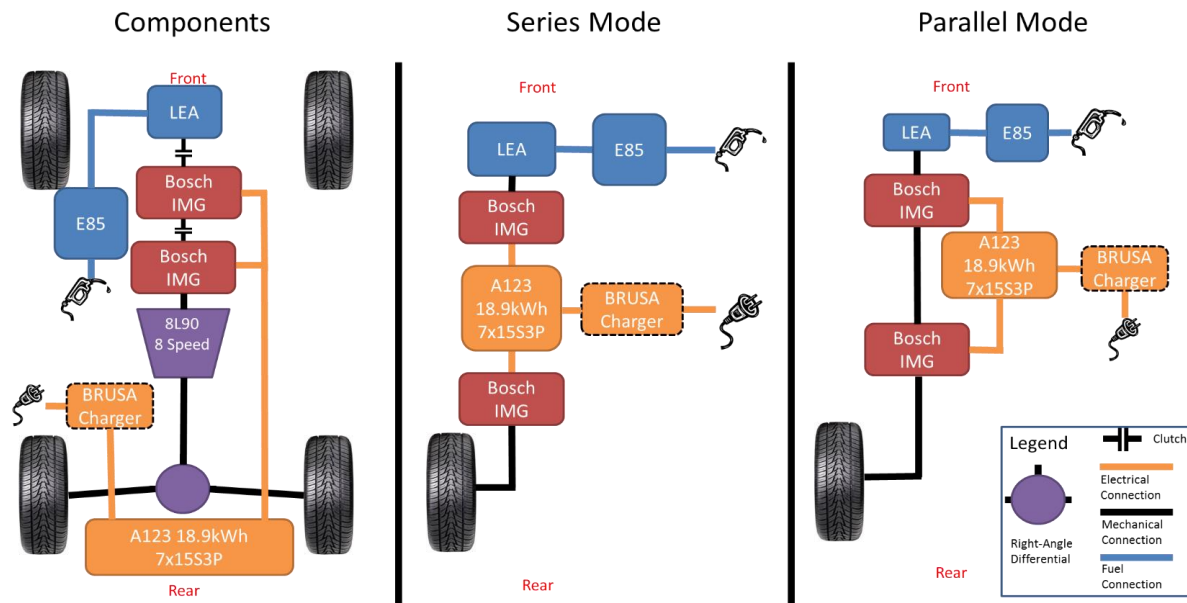 Components
Front
LEA
Bosch
IMG
E85
Bosch
IMG
8L90
8 Speed
BRUSA
Charger
A123 18.9kWh
7x15S3P
Rear
Series Mode
Front
LEA
E85
Bosch
IMG
A123
18.9kWh
7x15S3P
BRUSA
Charger
Bosch
IMG
Rear
Parallel Mode
Front
LEA
E85
Bosch
IMG
A123
18.9kWh
7x15S3P
BRUSA
Charger
Bosch
IMG
Rear
Legend
Clutch
Electrical
Connection
Mechanical
Connection
Right-Angle
Differential
Fuel
Connection